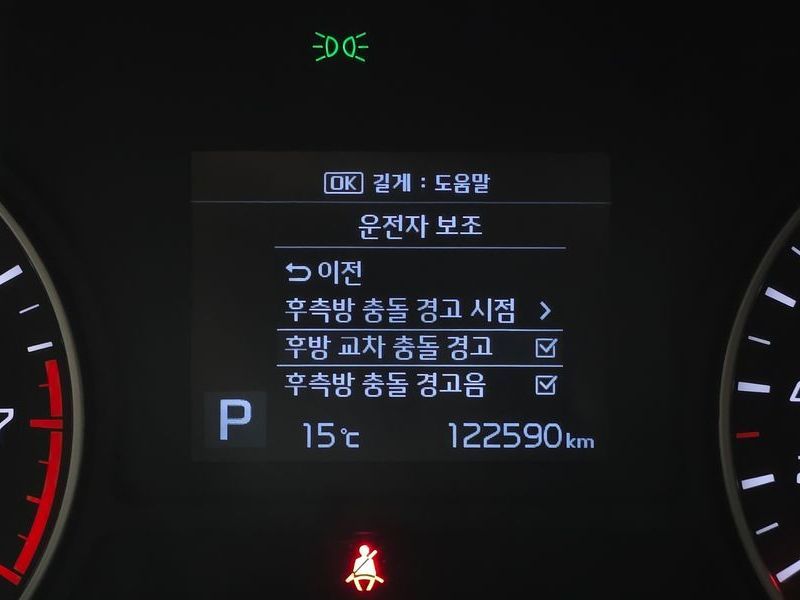 OK 길게 : 도움말
운전자 보조
이전
후측방 충돌 경고 시점
후방 교차 충돌 경고
후측방 충돌 경고음
P 15℃ 122590km
7